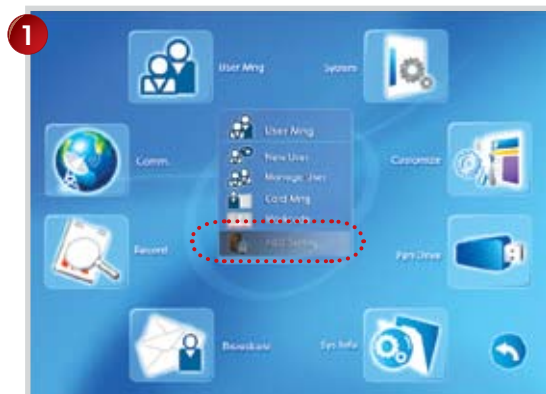 1
User Mng
System
User Mng
New User
Manage User
Card Mng
Workcode
Comm.
Customize
Record
Pen Drive
Broadcast
Sys Info